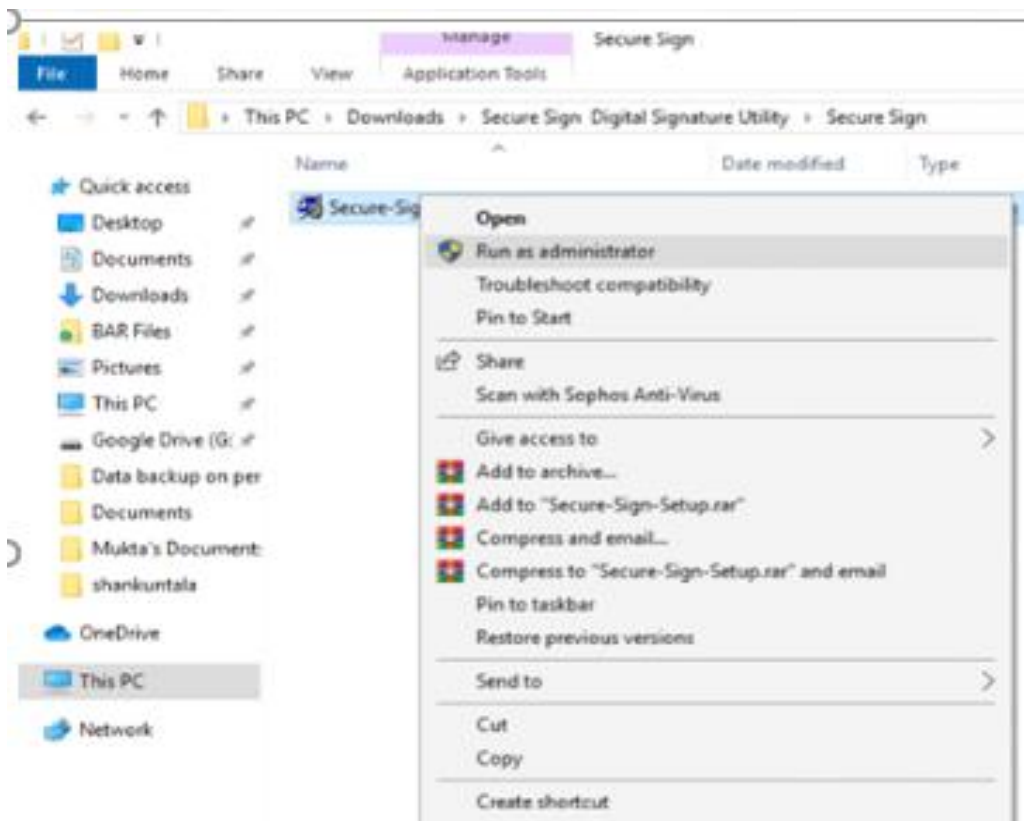 Manage
Secure Sign
File
Home
Share
View
Application Tools
This PC
Downloads
Secure Sign Digital Signature Utility
Secure Sign
Name
Date modified
Type
Quick access
Desktop
Documents
Downloads
BAR Files
Pictures
This PC
Google Drive (G:
Data backup on per
Documents
Mukta's Document:
shankuntala
OneDrive
This PC
Network
Secure-Sig
Open
Run as administrator
Troubleshoot compatibility
Pin to Start
Share
Scan with Sophos Anti-Virus
Give access to
Add to archive...
Add to "Secure-Sign-Setup.rar"
Compress and email...
Compress to "Secure-Sign-Setup.rar" and email
Pin to taskbar
Restore previous versions
Send to
Cut
Copy
Create shortcut